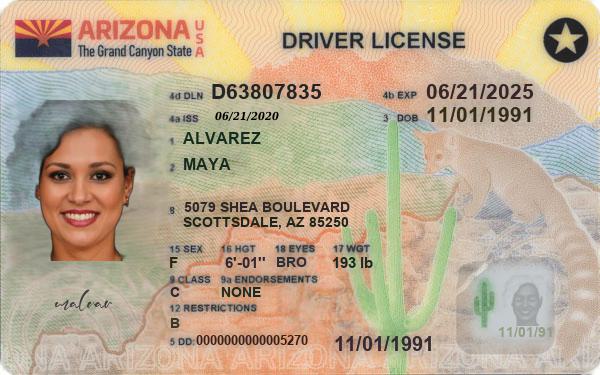 ARIZONA USA
The Grand Canyon State
DRIVER LICENSE
4d DLN D63807835 4b EXP 06/21/2025
4a ISS 06/21/2020 3 DOB 11/01/1991
1 ALVAREZ
2 MAYA
8 5079 SHEA BOULEVARD
SCOTTSDALE, AZ 85250
15 SEX 16 HGT 18 EYES 17 WGT
F 6'-01" BRO 193 lb
9 CLASS 9a ENDORSEMENTS
C NONE
12 RESTRICTIONS
B
malvar
11/01/91
5 DD: 0000000000005270 11/01/1991
ARIZONA ARIZONA ARIZONA ARIZONA